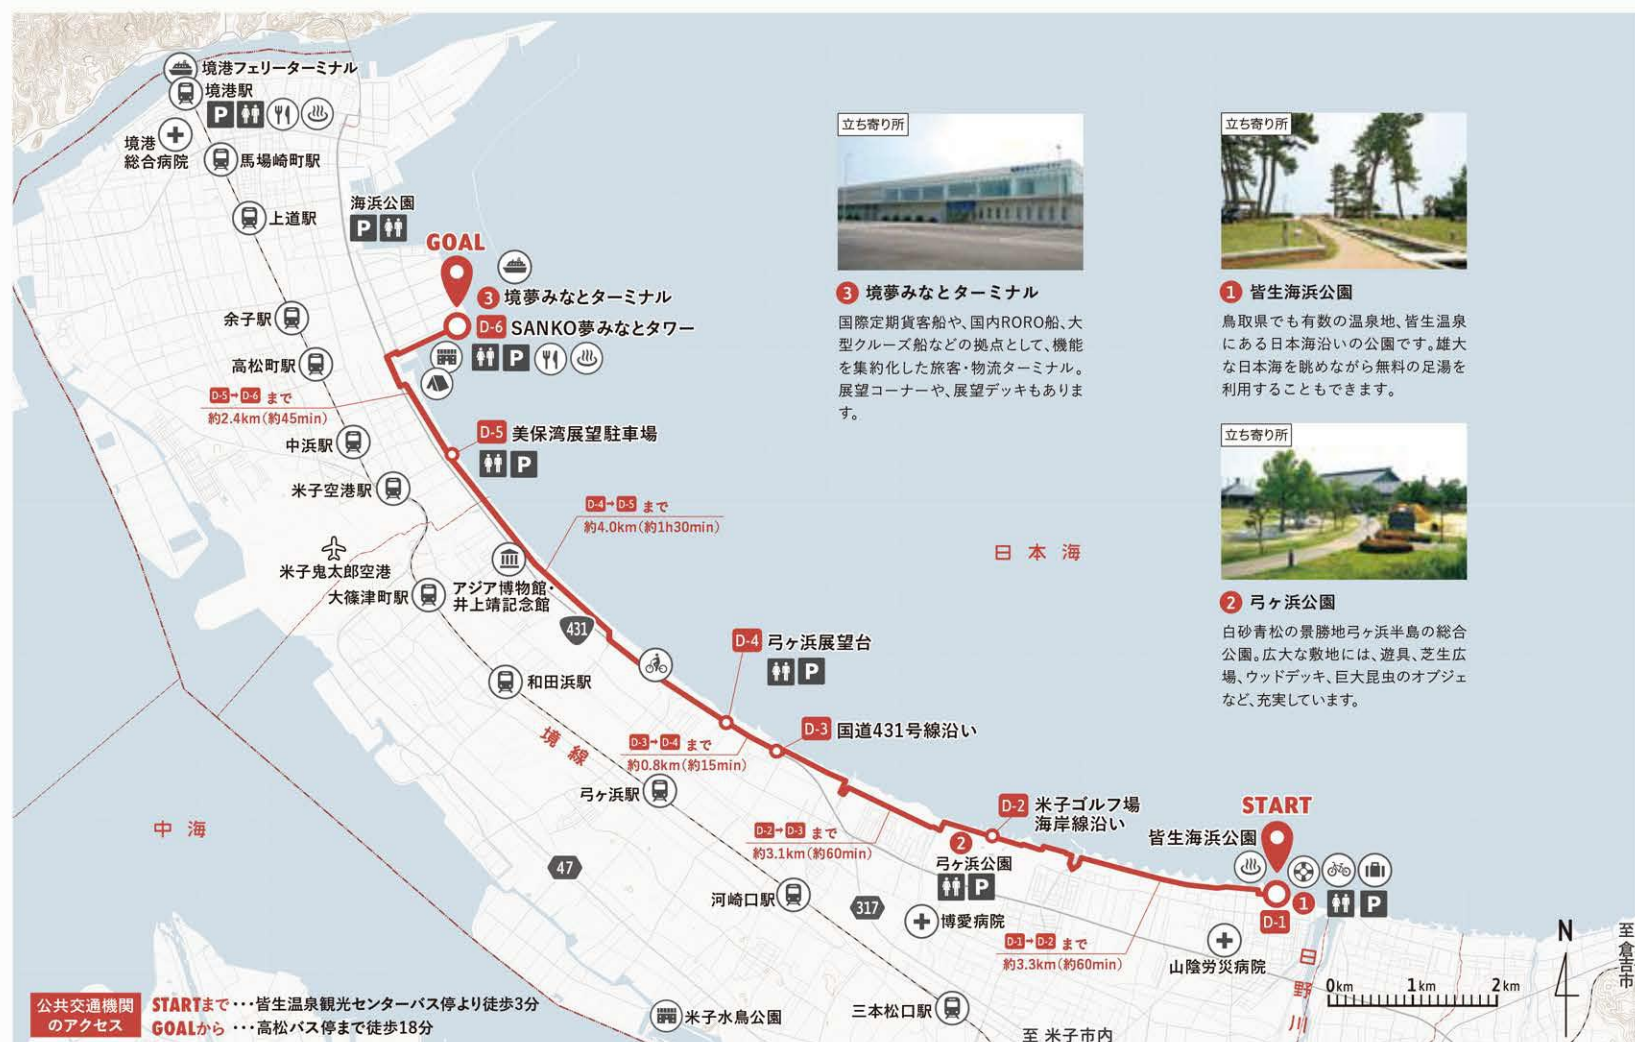 境港フェリーターミナル
境港駅
P
境港
総合病院
馬場崎町駅
上道駅
海浜公園
P
GOAL
3 境夢みなとターミナル
D-6 SANKO夢みなとタワー
P
余子駅
高松町駅
D-5→D-6 まで
約2.4km(約45min)
中浜駅
D-5 美保湾展望駐車場
P
米子空港駅
D-4→D-5 まで
約4.0km(約1h30min)
米子鬼太郎空港
大篠津町駅
アジア博物館・
井上靖記念館
431
D-4 弓ヶ浜展望台
P
和田浜駅
境線
D-3 国道431号線沿い
D-3→D-4 まで
約0.8km(約15min)
弓ヶ浜駅
中海
日本海
D-2 米子ゴルフ場
海岸線沿い
D-2→D-3 まで
約3.1km(約60min)
2
弓ヶ浜公園
P
START
皆生海浜公園
D-1
1
P
47
河崎口駅
317
博愛病院
D-1→D-2 まで
約3.3km(約60min)
山陰労災病院
日野川
三本松口駅
米子水鳥公園
至 米子市内
至倉吉市
N
0km 1km 2km
立ち寄り所
3 境夢みなとターミナル
国際定期貨客船や、国内RORO船、大
型クルーズ船などの拠点として、機能
を集約化した旅客・物流ターミナル。
展望コーナーや、展望デッキもありま
す。
立ち寄り所
1 皆生海浜公園
鳥取県でも有数の温泉地、皆生温泉
にある日本海沿いの公園です。雄大
な日本海を眺めながら無料の足湯を
利用することもできます。
立ち寄り所
2 弓ヶ浜公園
白砂青松の景勝地弓ヶ浜半島の総合
公園。広大な敷地には、遊具、芝生広
場、ウッドデッキ、巨大昆虫のオブジェ
など、充実しています。
公共交通機関
のアクセス
STARTまで・・・皆生温泉観光センターバス停より徒歩3分
GOALから・・・高松バス停まで徒歩18分